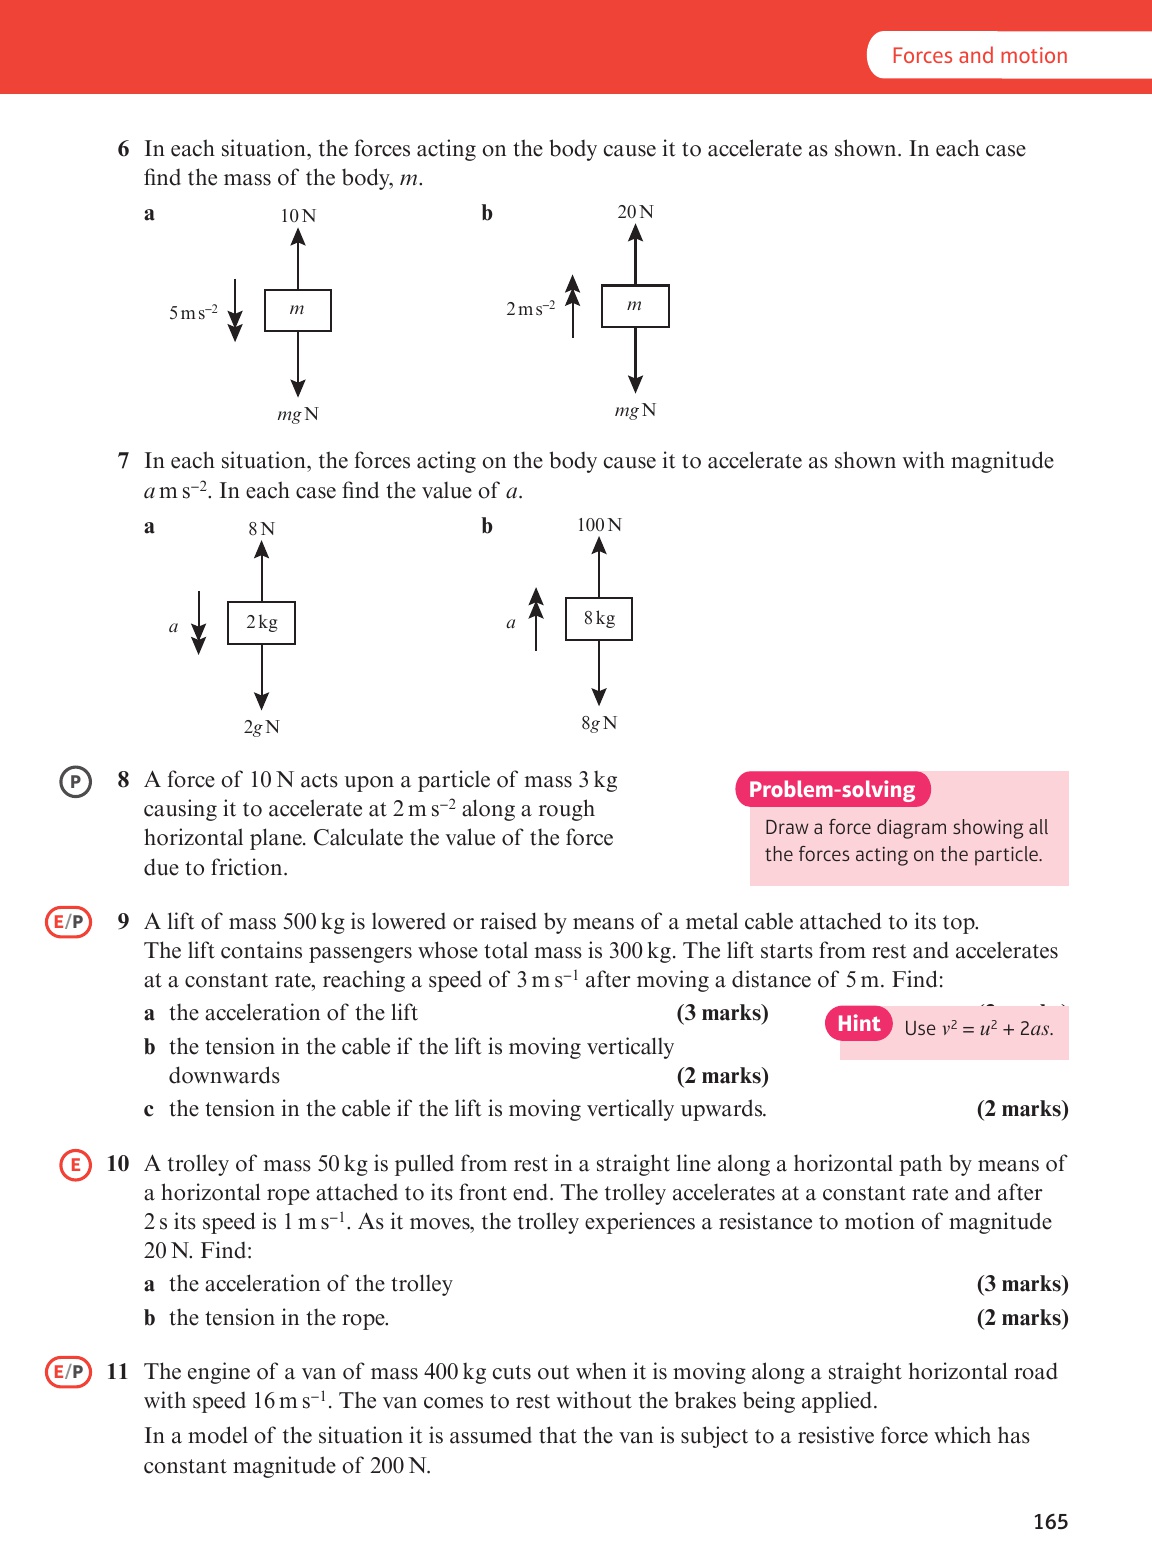 Forces and motion
6 In each situation, the forces acting on the body cause it to accelerate as shown. In each case
find the mass of the body, m.
a
10 N
5 m s⁻²
m
mg N
b
20 N
2 m s⁻²
m
mg N
7 In each situation, the forces acting on the body cause it to accelerate as shown with magnitude
a m s⁻². In each case find the value of a.
a
8 N
a
2 kg
2g N
b
100 N
a
8 kg
8g N
P 8 A force of 10 N acts upon a particle of mass 3 kg
causing it to accelerate at 2 m s⁻² along a rough
horizontal plane. Calculate the value of the force
due to friction.
Problem-solving
Draw a force diagram showing all
the forces acting on the particle.
E/P 9 A lift of mass 500 kg is lowered or raised by means of a metal cable attached to its top.
The lift contains passengers whose total mass is 300 kg. The lift starts from rest and accelerates
at a constant rate, reaching a speed of 3 m s⁻¹ after moving a distance of 5 m. Find:
a the acceleration of the lift (3 marks)
Hint Use v² = u² + 2as.
b the tension in the cable if the lift is moving vertically
downwards (2 marks)
c the tension in the cable if the lift is moving vertically upwards. (2 marks)
E 10 A trolley of mass 50 kg is pulled from rest in a straight line along a horizontal path by means of
a horizontal rope attached to its front end. The trolley accelerates at a constant rate and after
2 s its speed is 1 m s⁻¹. As it moves, the trolley experiences a resistance to motion of magnitude
20 N. Find:
a the acceleration of the trolley (3 marks)
b the tension in the rope. (2 marks)
E/P 11 The engine of a van of mass 400 kg cuts out when it is moving along a straight horizontal road
with speed 16 m s⁻¹. The van comes to rest without the brakes being applied.
In a model of the situation it is assumed that the van is subject to a resistive force which has
constant magnitude of 200 N.
165